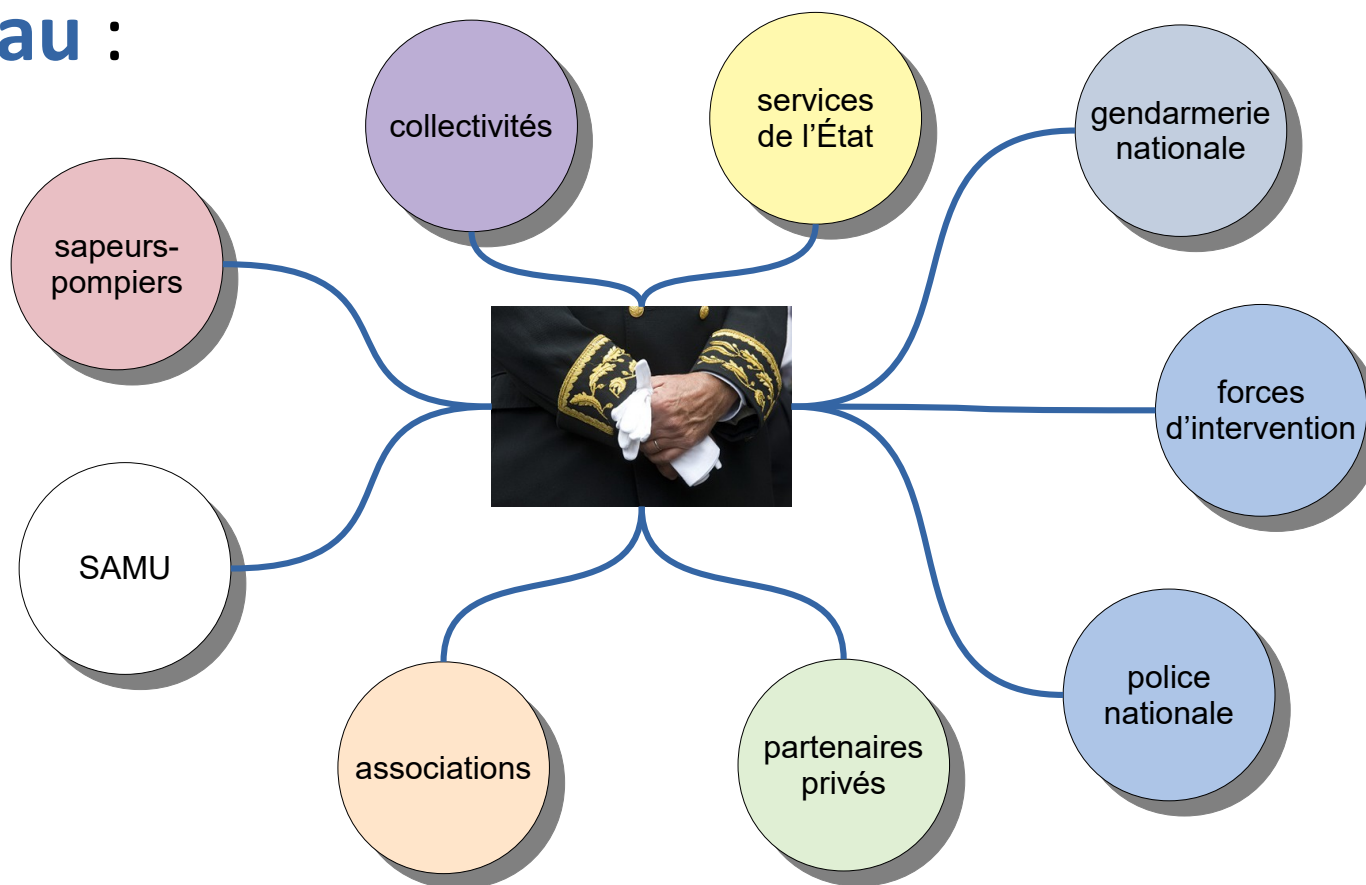 au :
collectivités
services
de l’État
gendarmerie
nationale
sapeurs-
pompiers
forces
d’intervention
SAMU
police
nationale
associations
partenaires
privés